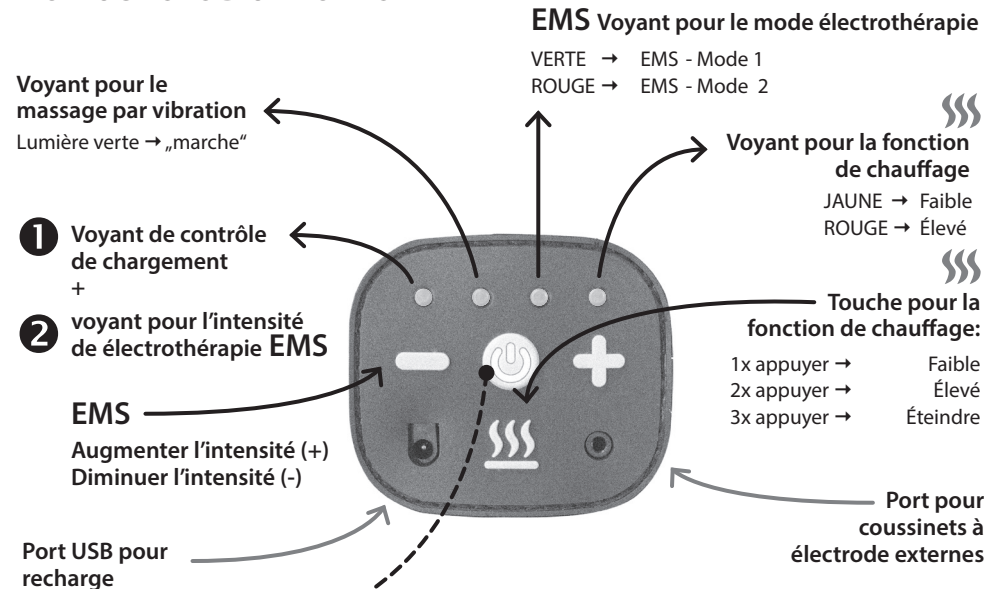 EMS Voyant pour le mode électrothérapie
VERTE → EMS - Mode 1
ROUGE → EMS - Mode 2
Voyant pour le
massage par vibration
Lumière verte → „marche“
Voyant pour la fonction
de chauffage
JAUNE → Faible
ROUGE → Élevé
1 Voyant de contrôle
de chargement
+
2 voyant pour l'intensité
de électrothérapie EMS
Touche pour la
fonction de chauffage:
1x appuyer → Faible
2x appuyer → Élevé
3x appuyer → Éteindre
EMS
Augmenter l'intensité (+)
Diminuer l'intensité (-)
Port pour
coussinets à
électrode externes
Port USB pour
recharge